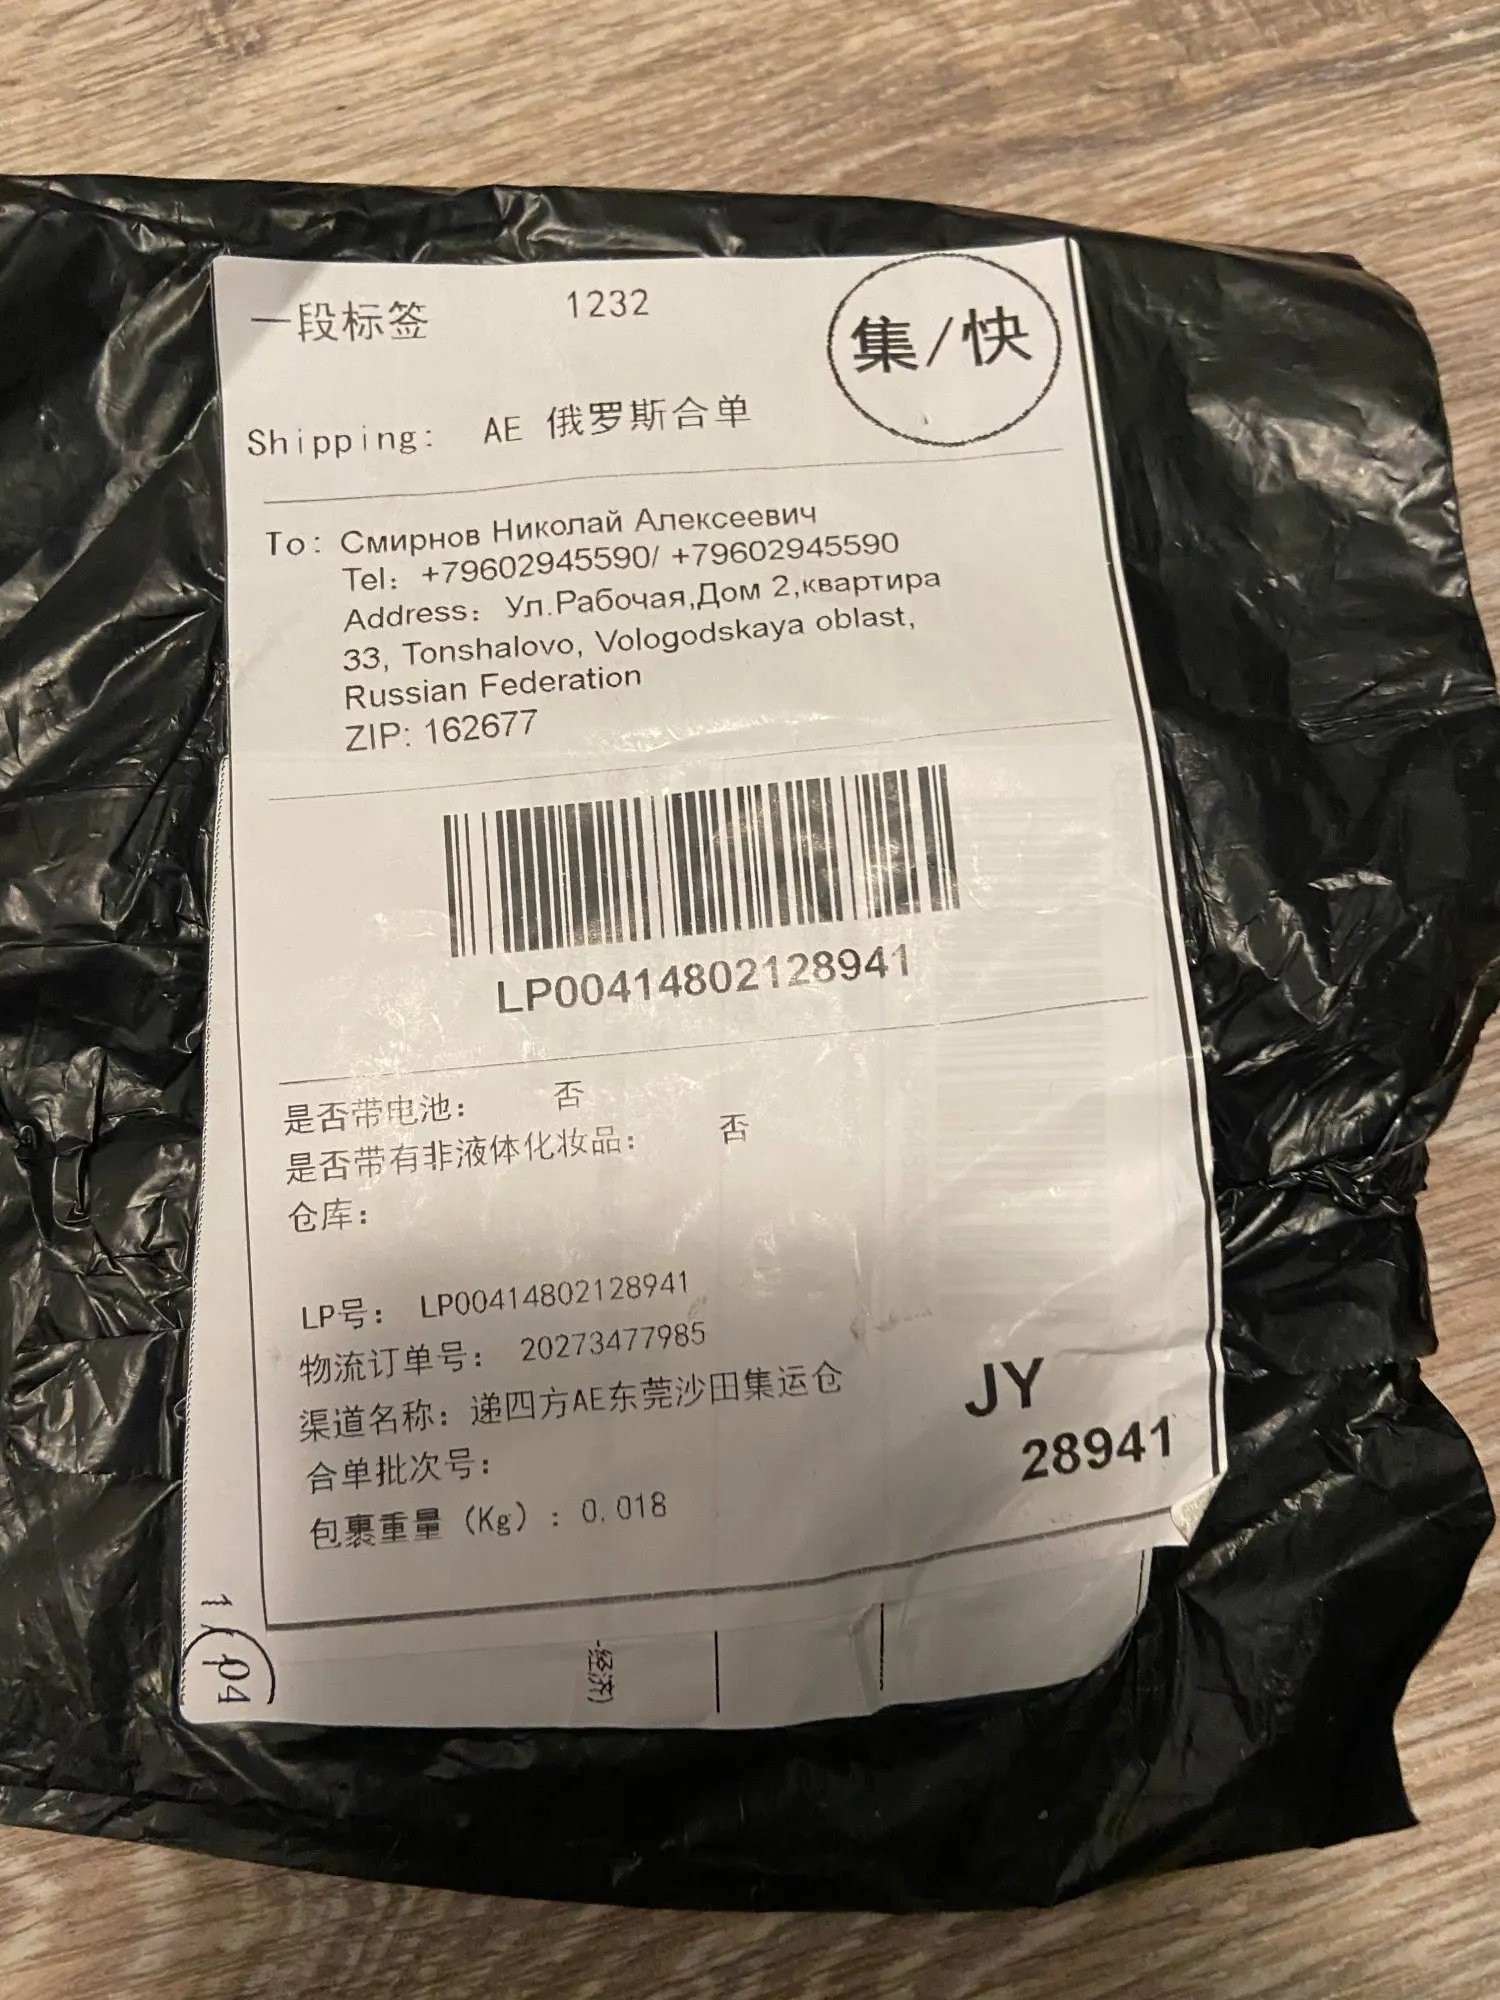 一段标签 1232
集/快
Shipping: AE 俄罗斯合单
To: Смирнов Николай Алексеевич
Tel: +79602945590/ +79602945590
Address: Ул.Рабочая,Дом 2,квартира
33, Tonshalovo, Vologodskaya oblast,
Russian Federation
ZIP: 162677
LP00414802128941
是否带电池: 否
是否带有非液体化妆品: 否
仓库:
LP号: LP00414802128941
物流订单号: 20273477985
渠道名称: 递四方AE东莞沙田集运仓
合单批次号:
包裹重量 (Kg) : 0.018
JY
28941
04